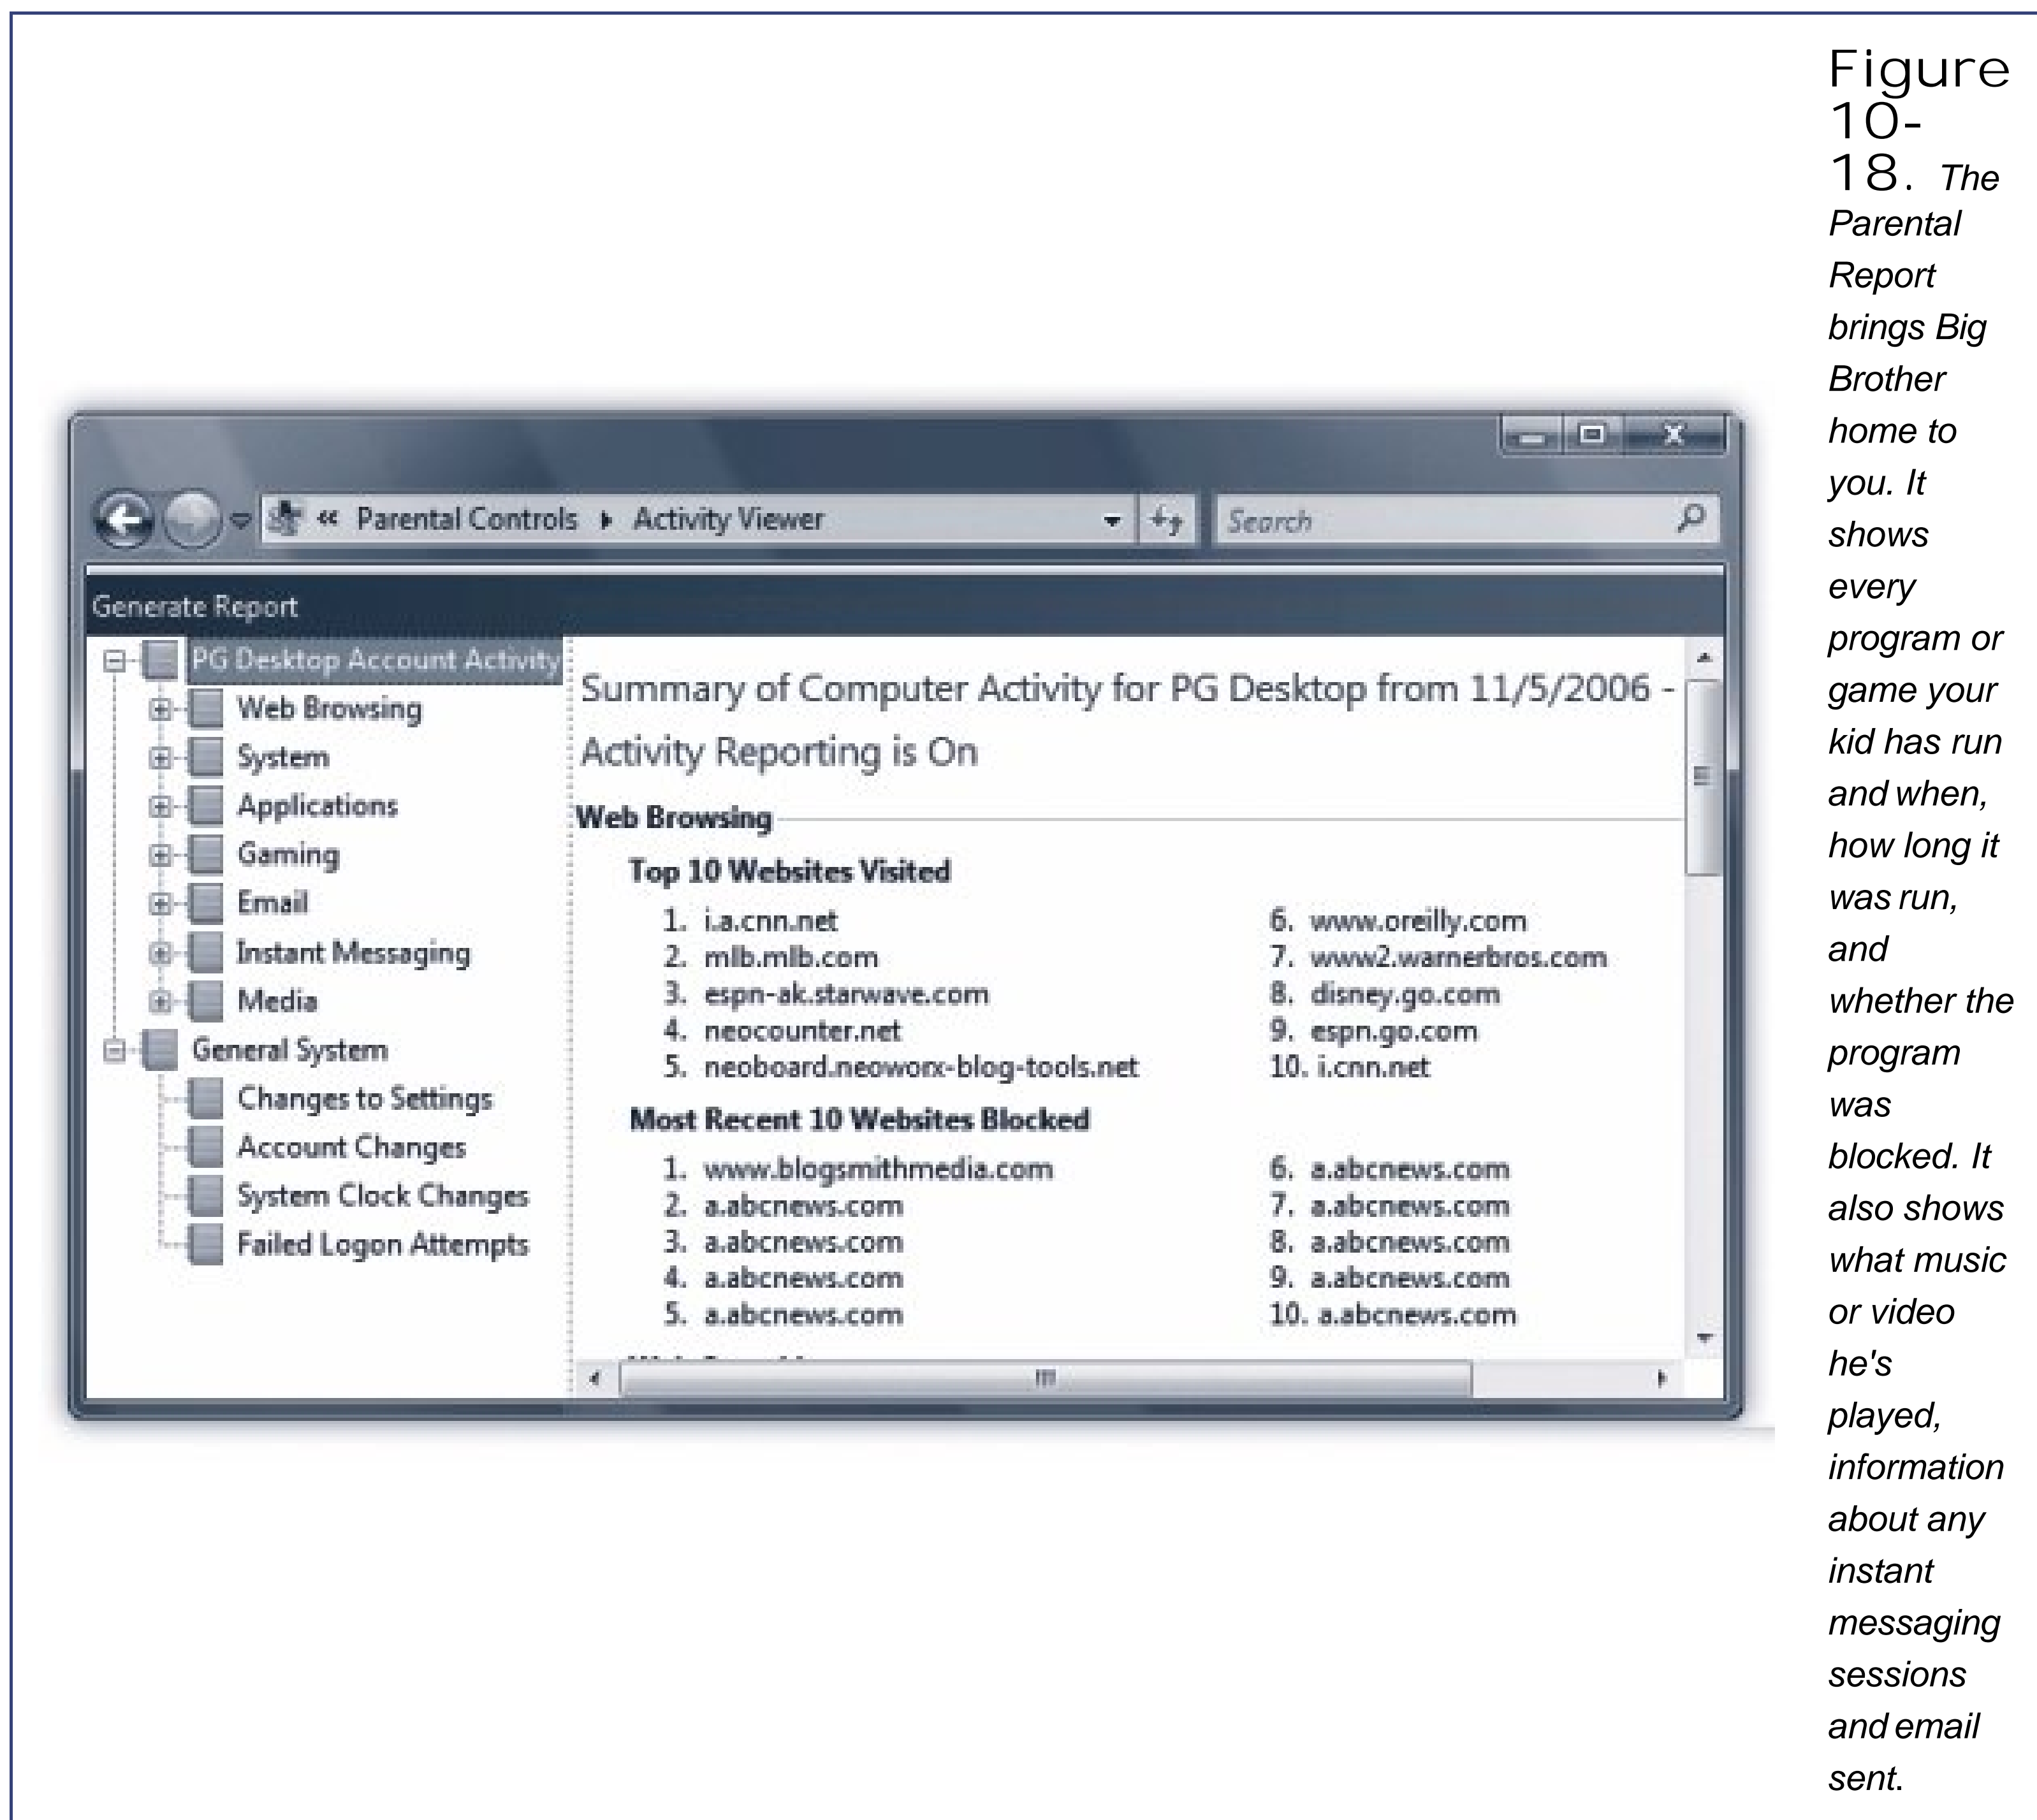 Figure
10-
18. The
Parental
Report
brings Big
Brother
home to
you. It
shows
every
program or
game your
kid has run
and when,
how long it
was run,
and
whether the
program
was
blocked. It
also shows
what music
or video
he's
played,
information
about any
instant
messaging
sessions
and email
sent.
« Parental Controls ▸ Activity Viewer
Search
Generate Report
PG Desktop Account Activity
Web Browsing
System
Applications
Gaming
Email
Instant Messaging
Media
General System
Changes to Settings
Account Changes
System Clock Changes
Failed Logon Attempts
Summary of Computer Activity for PG Desktop from 11/5/2006 -
Activity Reporting is On
Web Browsing
Top 10 Websites Visited
1. i.a.cnn.net
2. mlb.mlb.com
3. espn-ak.starwave.com
4. neocounter.net
5. neoboard.neoworx-blog-tools.net
6. www.oreilly.com
7. www2.warnerbros.com
8. disney.go.com
9. espn.go.com
10. i.cnn.net
Most Recent 10 Websites Blocked
1. www.blogsmithmedia.com
2. a.abcnews.com
3. a.abcnews.com
4. a.abcnews.com
5. a.abcnews.com
6. a.abcnews.com
7. a.abcnews.com
8. a.abcnews.com
9. a.abcnews.com
10. a.abcnews.com